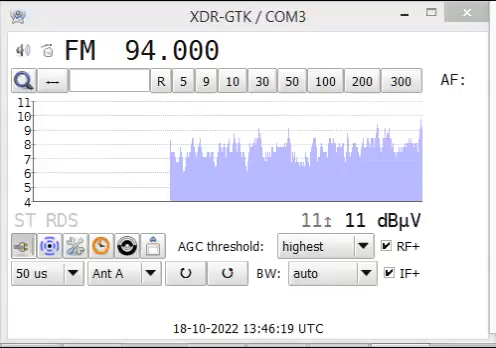 XDR-GTK / COM3
FM 94.000
R 5 9 10 30 50 100 200 300 AF:
11
10
9
8
7
6
5
4
ST RDS 11↥ 11 dBµV
AGC threshold: highest RF+
50 us Ant A BW: auto IF+
18-10-2022 13:46:19 UTC